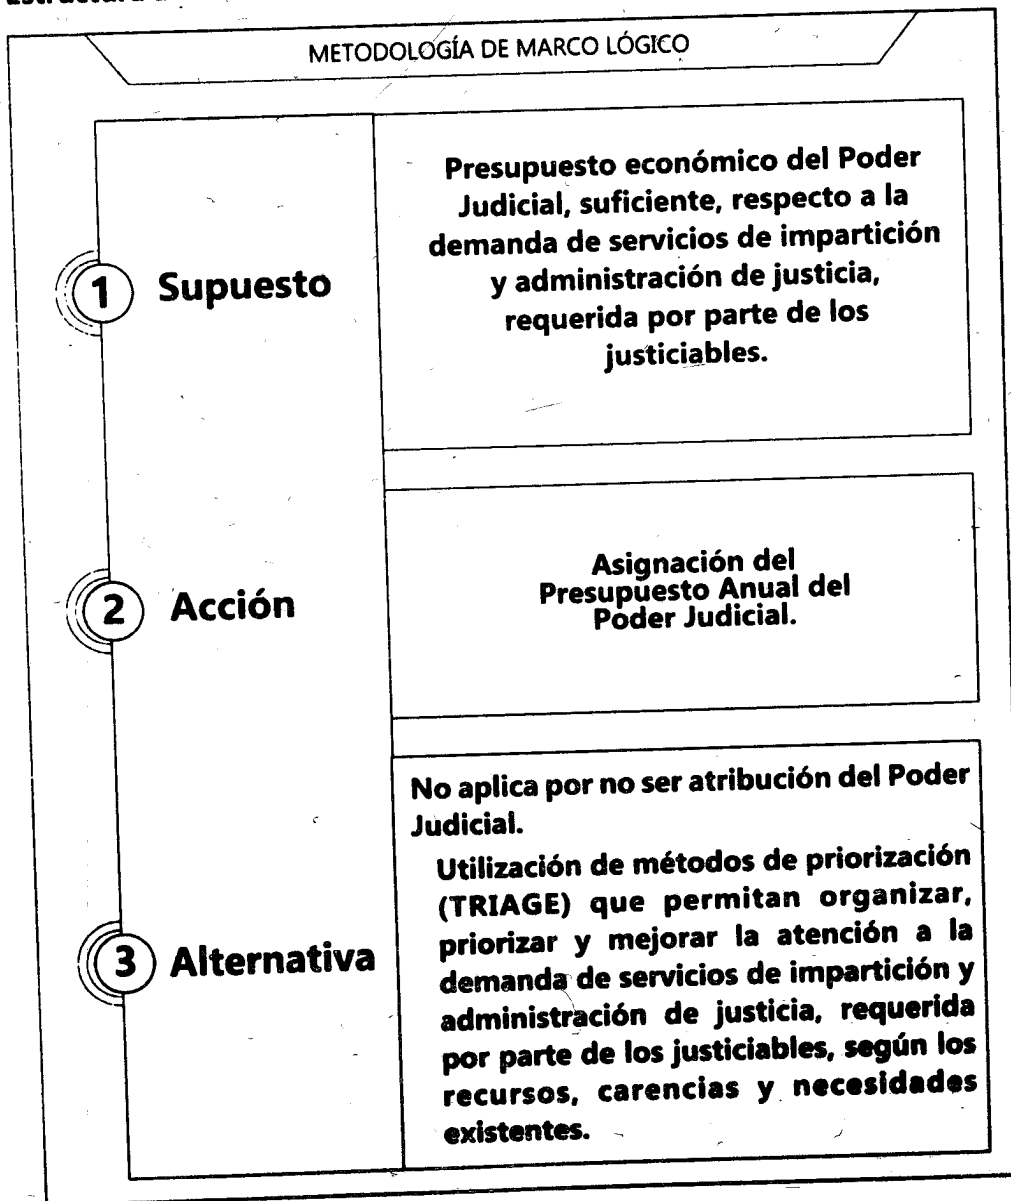 METODOLOGÍA DE MARCO LÓGICO
1 Supuesto
Presupuesto económico del Poder
Judicial, suficiente, respecto a la
demanda de servicios de impartición
y administración de justicia,
requerida por parte de los
justiciables.
2 Acción
Asignación del
Presupuesto Anual del
Poder Judicial.
3 Alternativa
No aplica por no ser atribución del Poder
Judicial.
Utilización de métodos de priorización
(TRIAGE) que permitan organizar,
priorizar y mejorar la atención a la
demanda de servicios de impartición y
administración de justicia, requerida
por parte de los justiciables, según los
recursos, carencias y necesidades
existentes.